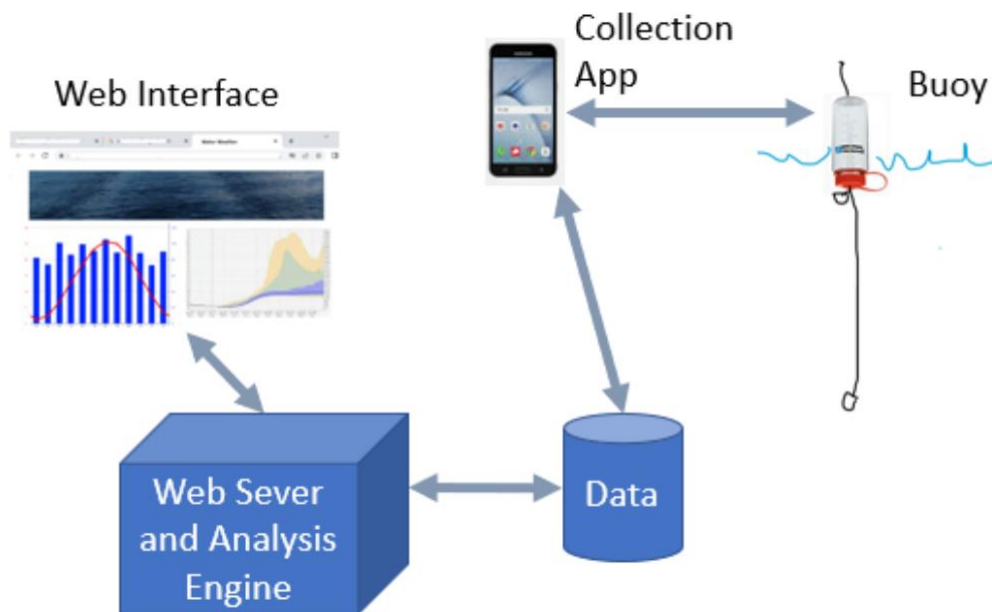 Collection
App
Buoy
Web Interface
Web Sever
and Analysis
Engine
Data